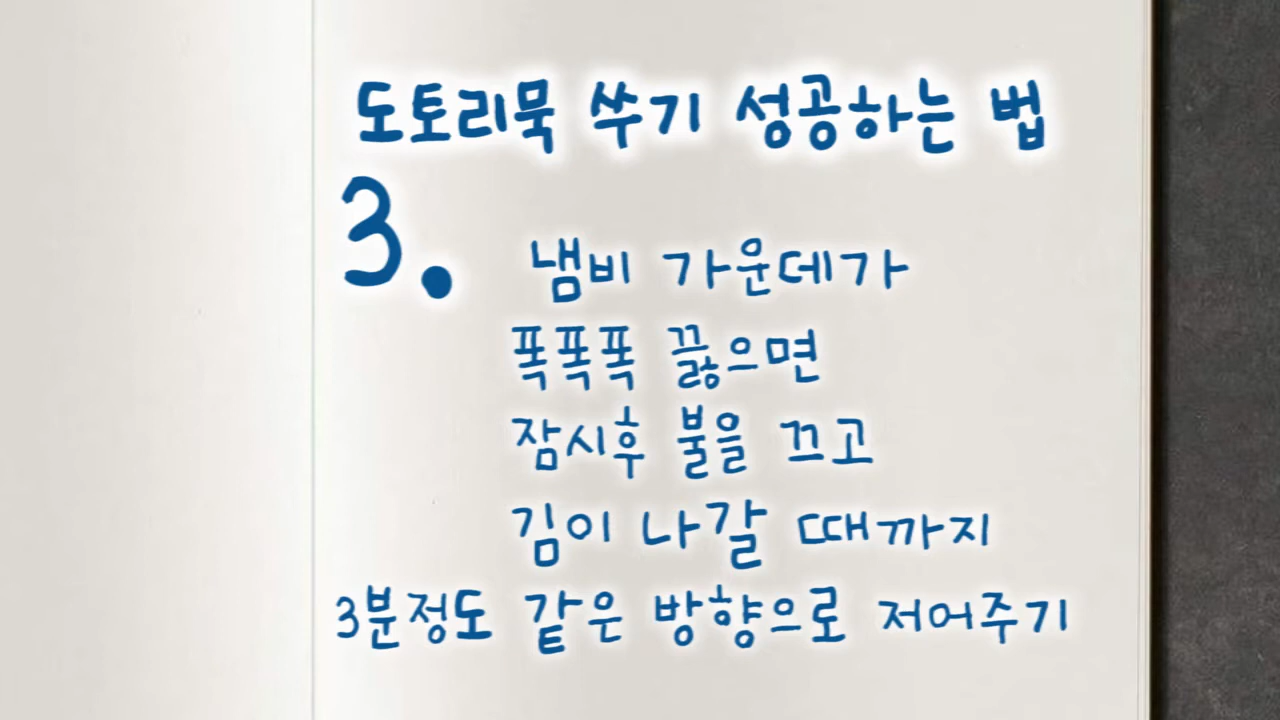 도토리묵 쑤기 성공하는 법
3.
냄비 가운데가
폭폭폭 끓으면
잠시후 불을 끄고
김이 나갈 때까지
3분정도 같은 방향으로 저어주기